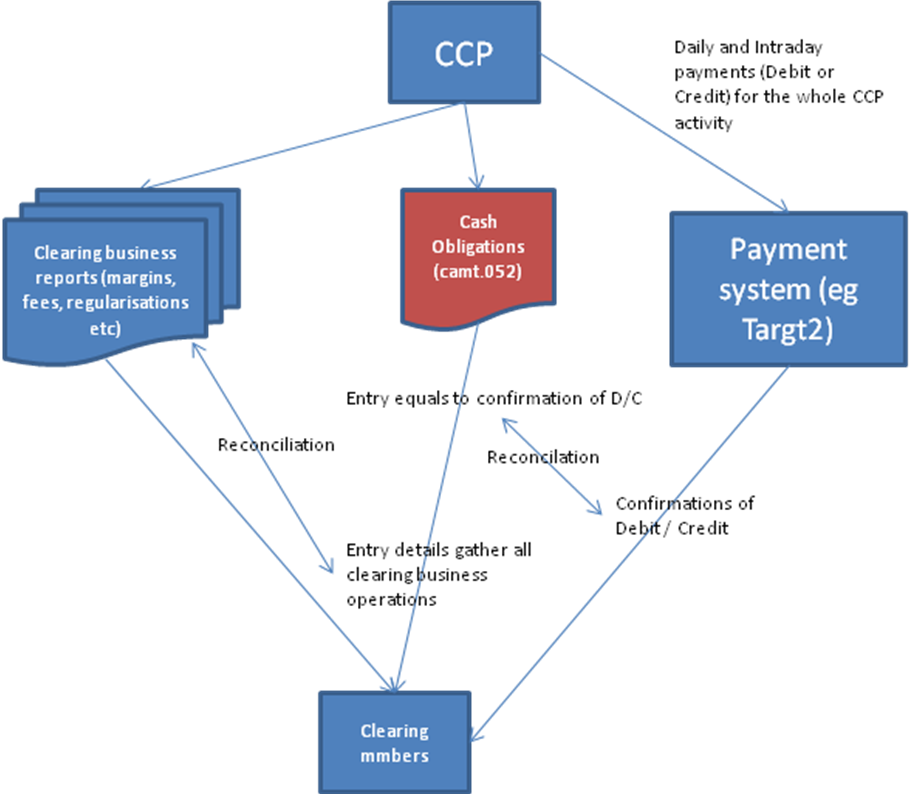 CCP
Daily and Intraday
payments (Debit or
Credit) for the whole CCP
activity
Clearing business
reports (margins,
fees, regularisations
etc)
Cash
Obligations
(camt.052)
Payment
system (eg
Targt2)
Entry equals to confirmation of D/C
Reconciliation
Reconcilation
Confirmations of
Debit / Credit
Entry details gather all
clearing business
operations
Clearing
mmbers